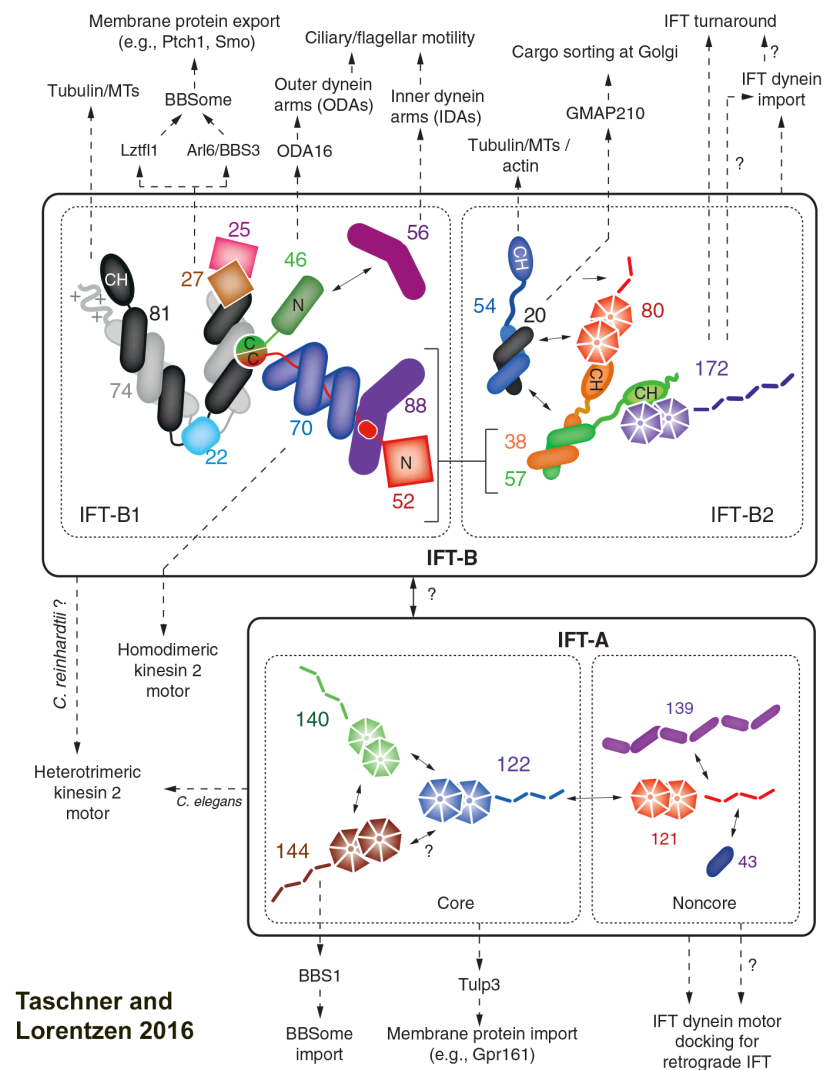 Membrane protein export
(e.g., Ptch1, Smo)
Ciliary/flagellar motility
IFT turnaround
?
Cargo sorting at Golgi
Tubulin/MTs
BBSome
Outer dynein
arms (ODAs)
Inner dynein
arms (IDAs)
IFT dynein
import
GMAP210
Lztfl1
Arl6/BBS3
ODA16
Tubulin/MTs /
actin
?
25
46
56
27
CH
CH
N
54
20
80
+
+
+
81
74
C
C
172
CH
CH
88
70
22
N
52
38
57
IFT-B1
IFT-B2
IFT-B
C. reinhardtii ?
?
Homodimeric
kinesin 2
motor
IFT-A
140
139
122
Heterotrimeric
kinesin 2
motor
C. elegans
121
144
?
43
Core
Noncore
BBS1
Tulp3
?
BBSome
import
Membrane protein import
(e.g., Gpr161)
IFT dynein motor
docking for
retrograde IFT
Taschner and
Lorentzen 2016